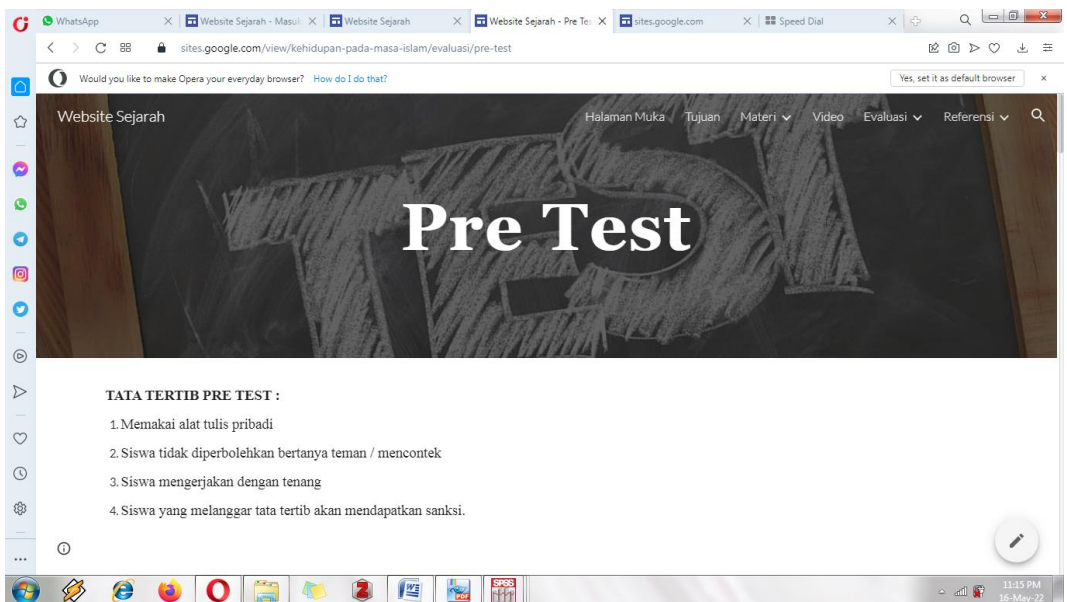 WhatsApp
Website Sejarah - Masuk
Website Sejarah
Website Sejarah - Pre Te
sites.google.com
Speed Dial
sites.google.com/view/kehidupan-pada-masa-islam/evaluasi/pre-test
Would you like to make Opera your everyday browser? How do I do that?
Yes, set it as default browser
Website Sejarah
Halaman Muka Tujuan Materi Video Evaluasi Referensi
TEST
Pre Test
TATA TERTIB PRE TEST :
1. Memakai alat tulis pribadi
2. Siswa tidak diperbolehkan bertanya teman / mencontek
3. Siswa mengerjakan dengan tenang
4. Siswa yang melanggar tata tertib akan mendapatkan sanksi.
PDF
SPSS
11:15 PM
16-May-22